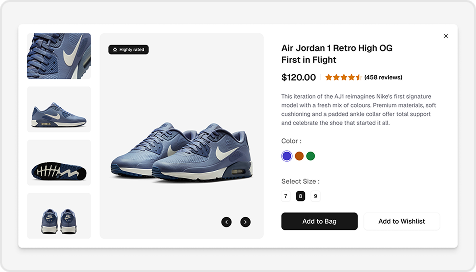 Highly rated
Air Jordan 1 Retro High OG
First in Flight
$120.00
(458 reviews)
This iteration of the AJ1 reimagines Nike's first signature
model with a fresh mix of colours. Premium materials, soft
cushioning and a padded ankle collar offer total support
and celebrate the shoe that started it all.
Color :
Select Size :
7 8 9
Add to Bag
Add to Wishlist